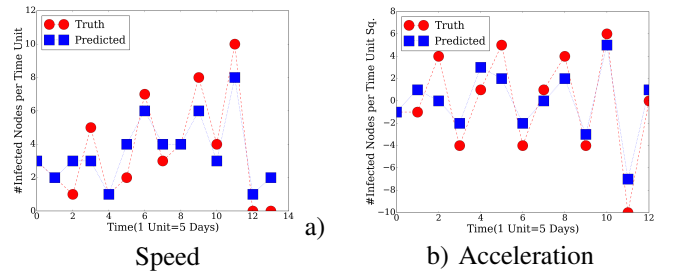 12
10
8
6
4
2
0
#Infected Nodes per Time Unit
Truth
Predicted
0 2 4 6 8 10 12 14
Time(1 Unit=5 Days)
Speed
a)
8
6
4
2
0
−2
−4
−6
−8
−10
#Infected Nodes per Time Unit Sq.
Truth
Predicted
0 2 4 6 8 10 12
Time(1 Unit=5 Days)
b) Acceleration